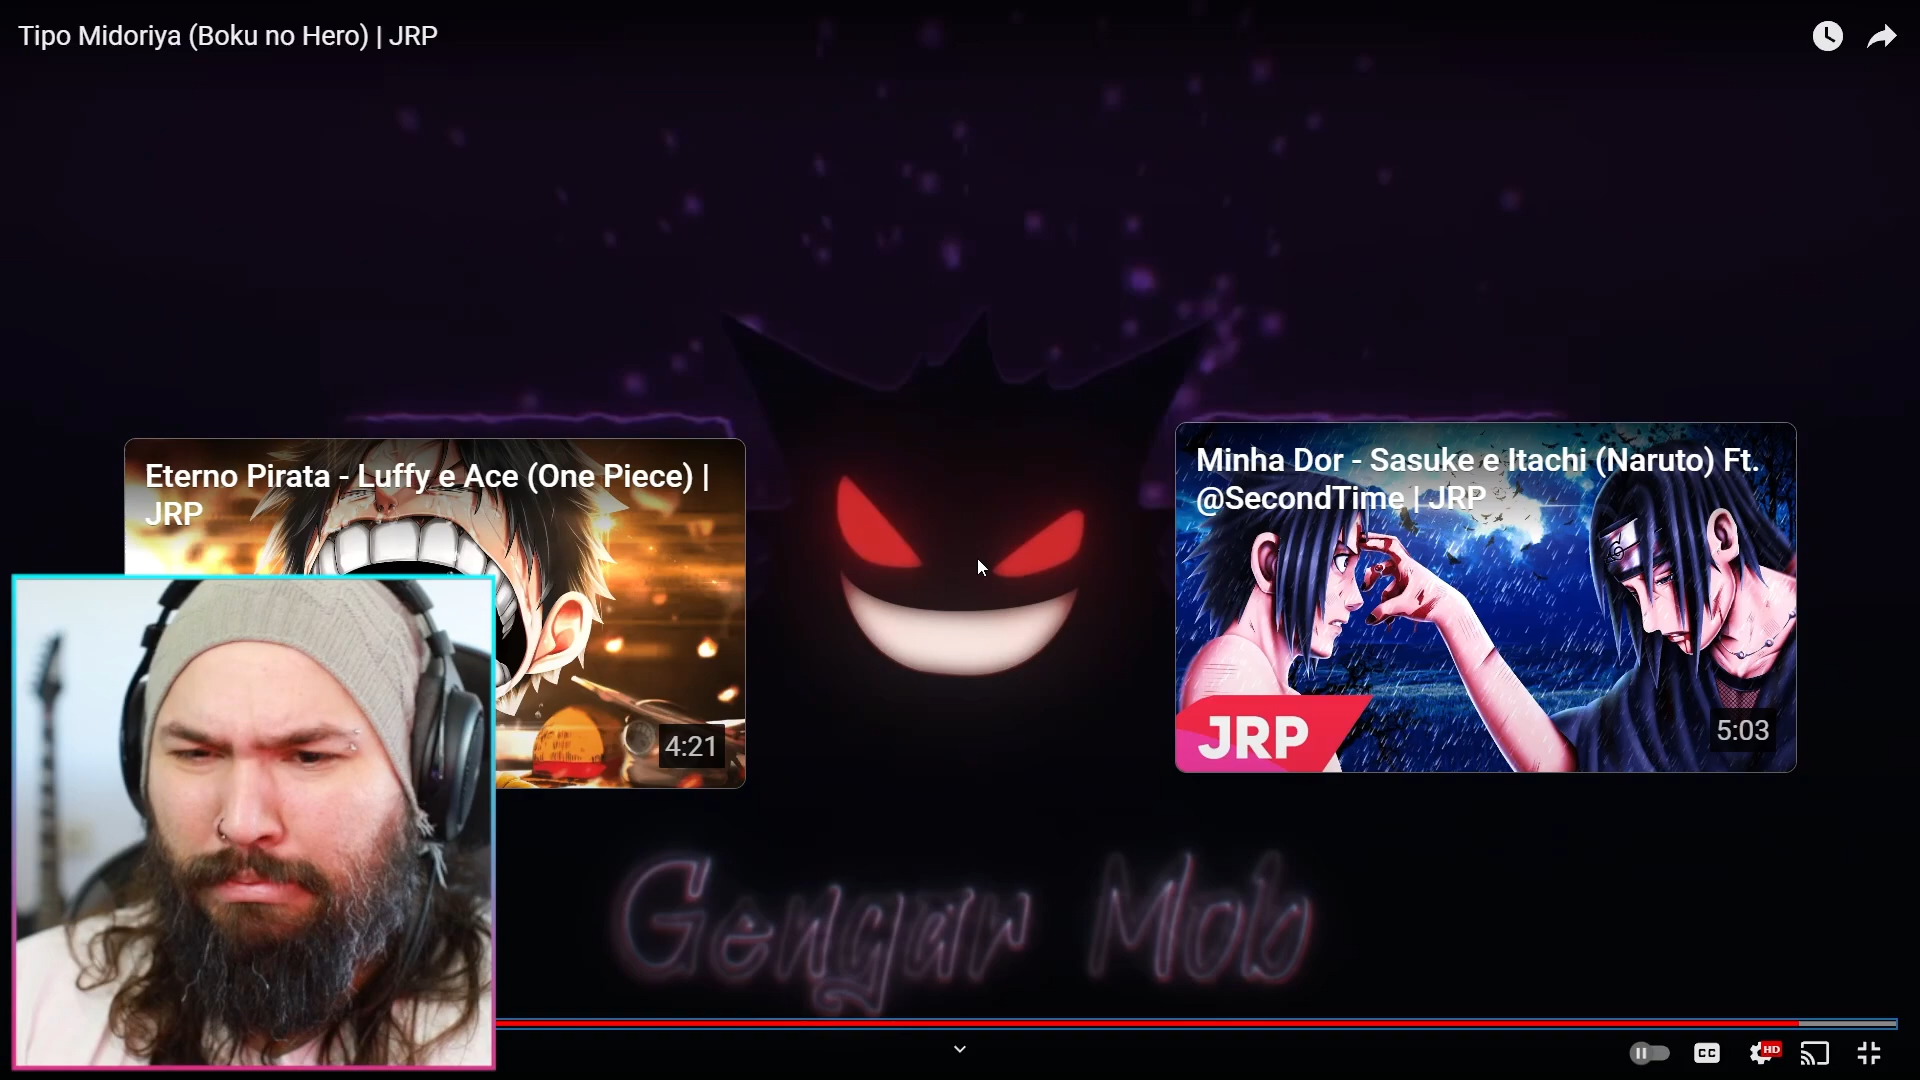 Tipo Midoriya (Boku no Hero) | JRP
Eterno Pirata - Luffy e Ace (One Piece) |
JRP
4:21
Minha Dor - Sasuke e Itachi (Naruto) Ft.
@SecondTime | JRP
JRP
5:03
Gengar Mob
CC
HD